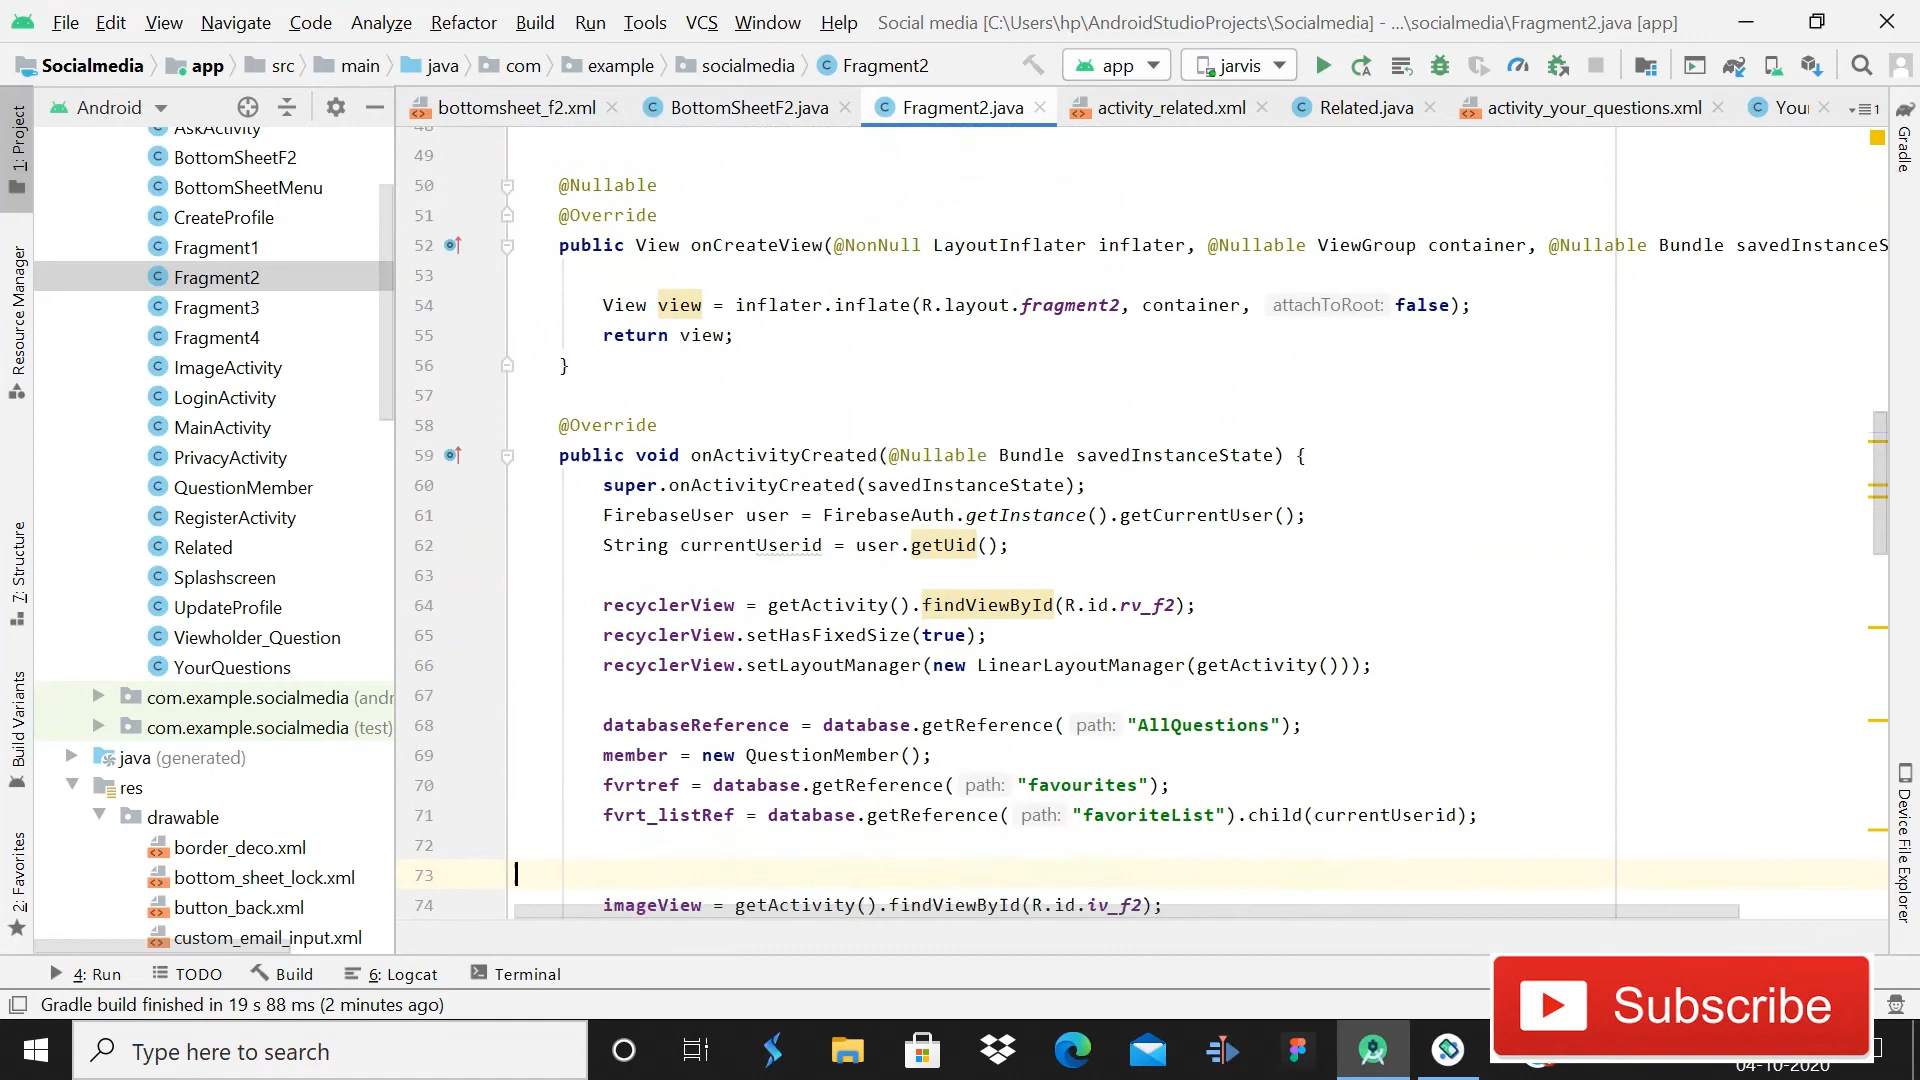 File Edit View Navigate Code Analyze Refactor Build Run Tools VCS Window Help Social media [C:\Users\hp\AndroidStudioProjects\Socialmedia] - ...\socialmedia\Fragment2.java [app]
Socialmedia app src main java com example socialmedia Fragment2 app jarvis
Android bottomsheet_f2.xml BottomSheetF2.java Fragment2.java activity_related.xml Related.java activity_your_questions.xml Your 1
1: Project
Resource Manager
7: Structure
Build Variants
2: Favorites
AskActivity
BottomSheetF2
BottomSheetMenu
CreateProfile
Fragment1
Fragment2
Fragment3
Fragment4
ImageActivity
LoginActivity
MainActivity
PrivacyActivity
QuestionMember
RegisterActivity
Related
Splashscreen
UpdateProfile
Viewholder_Question
YourQuestions
com.example.socialmedia (andr
com.example.socialmedia (test)
java (generated)
res
drawable
border_deco.xml
bottom_sheet_lock.xml
button_back.xml
custom_email_input.xml
48
49
50 @Nullable
51 @Override
52 public View onCreateView(@NonNull LayoutInflater inflater, @Nullable ViewGroup container, @Nullable Bundle savedInstanceS
53
54 View view = inflater.inflate(R.layout.fragment2, container, attachToRoot: false);
55 return view;
56 }
57
58 @Override
59 public void onActivityCreated(@Nullable Bundle savedInstanceState) {
60 super.onActivityCreated(savedInstanceState);
61 FirebaseUser user = FirebaseAuth.getInstance().getCurrentUser();
62 String currentUserid = user.getUid();
63
64 recyclerView = getActivity().findViewById(R.id.rv_f2);
65 recyclerView.setHasFixedSize(true);
66 recyclerView.setLayoutManager(new LinearLayoutManager(getActivity()));
67
68 databaseReference = database.getReference( path: "AllQuestions");
69 member = new QuestionMember();
70 fvrtref = database.getReference( path: "favourites");
71 fvrt_listRef = database.getReference( path: "favoriteList").child(currentUserid);
72
73
74 imageView = getActivity().findViewById(R.id.iv_f2);
Gradle
Device File Explorer
4: Run TODO Build 6: Logcat Terminal
Gradle build finished in 19 s 88 ms (2 minutes ago)
Subscribe
Type here to search
04-10-2020